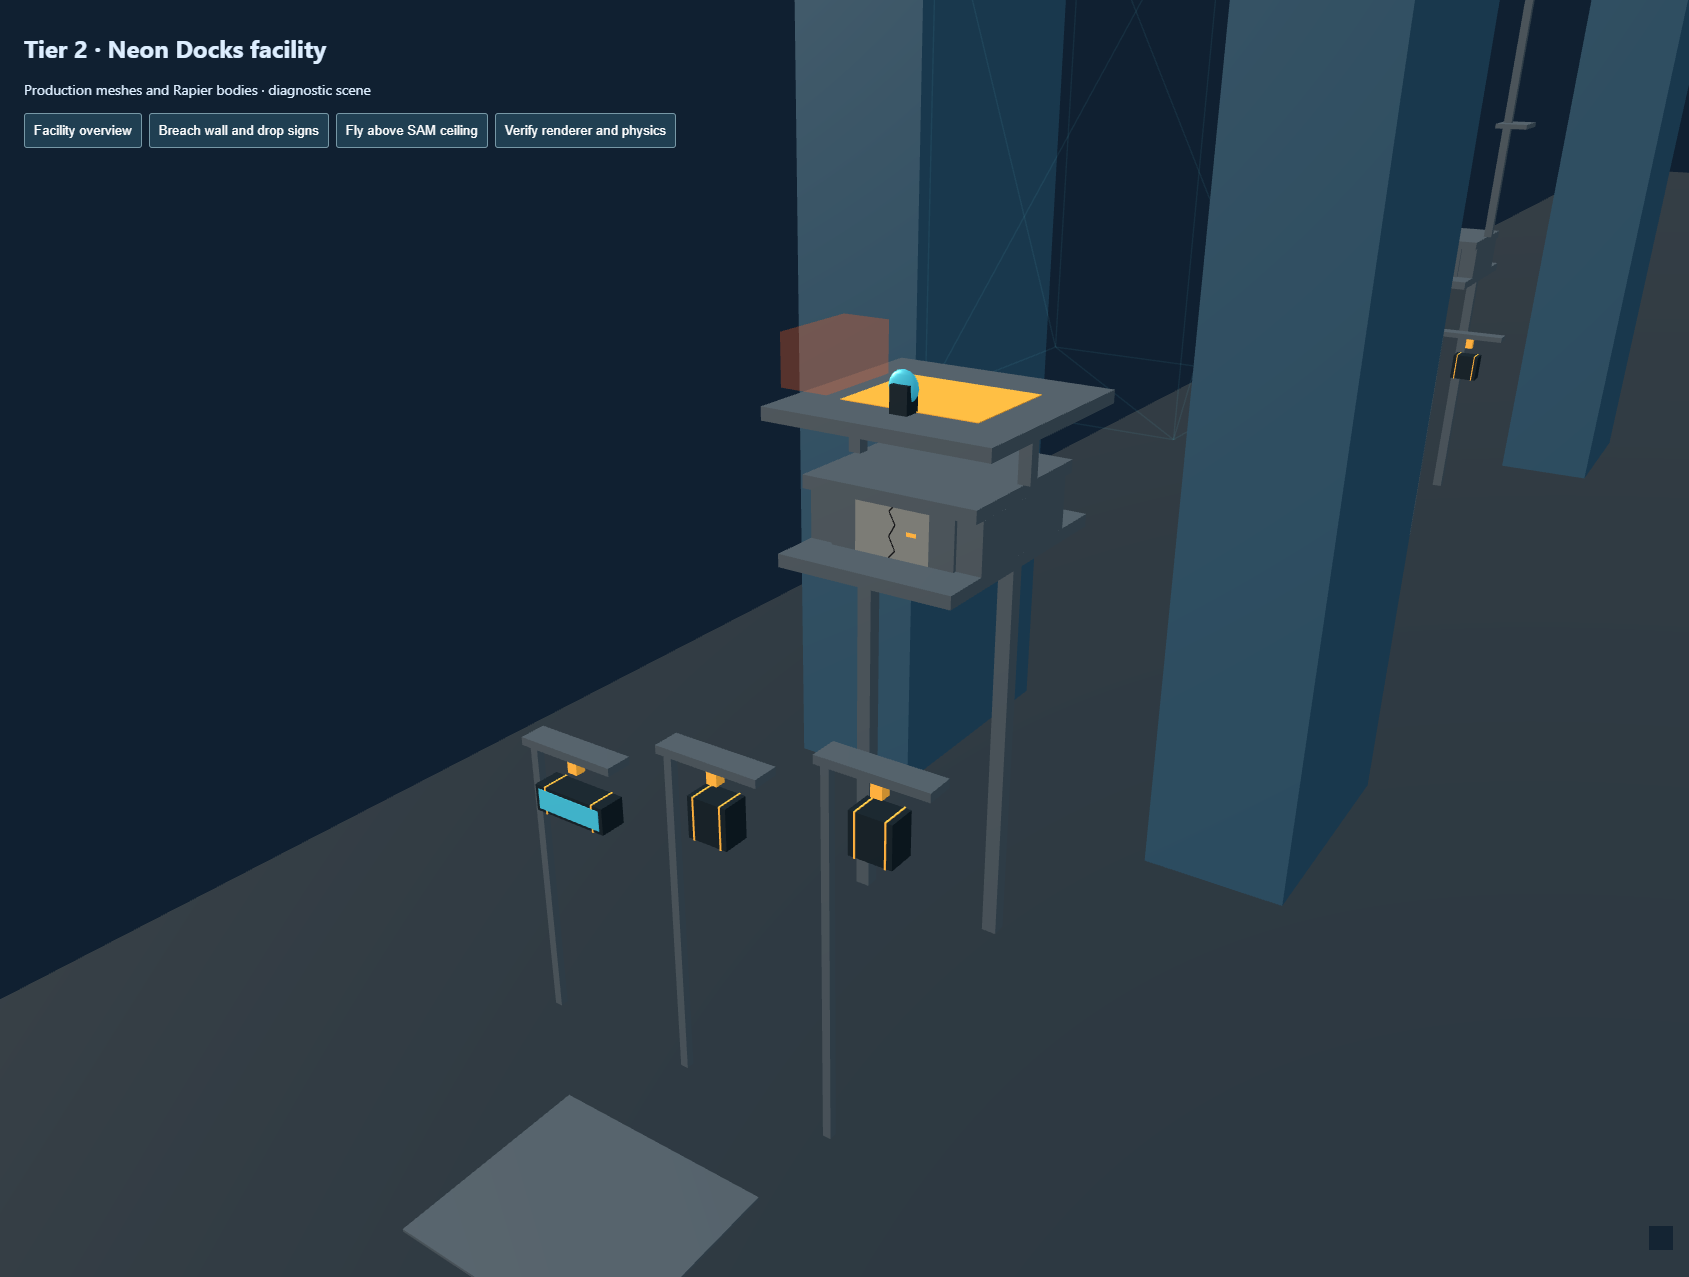 Tier 2 · Neon Docks facility
Production meshes and Rapier bodies · diagnostic scene
Facility overview
Breach wall and drop signs
Fly above SAM ceiling
Verify renderer and physics